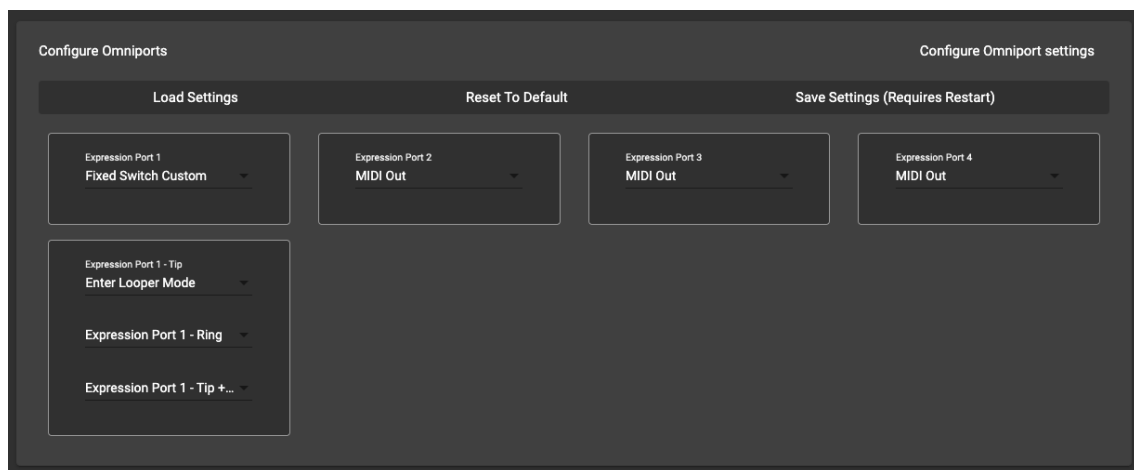 Configure Omniports
Configure Omniport settings
Load Settings
Reset To Default
Save Settings (Requires Restart)
Expression Port 1
Fixed Switch Custom
Expression Port 2
MIDI Out
Expression Port 3
MIDI Out
Expression Port 4
MIDI Out
Expression Port 1 - Tip
Enter Looper Mode
Expression Port 1 - Ring
Expression Port 1 - Tip +...